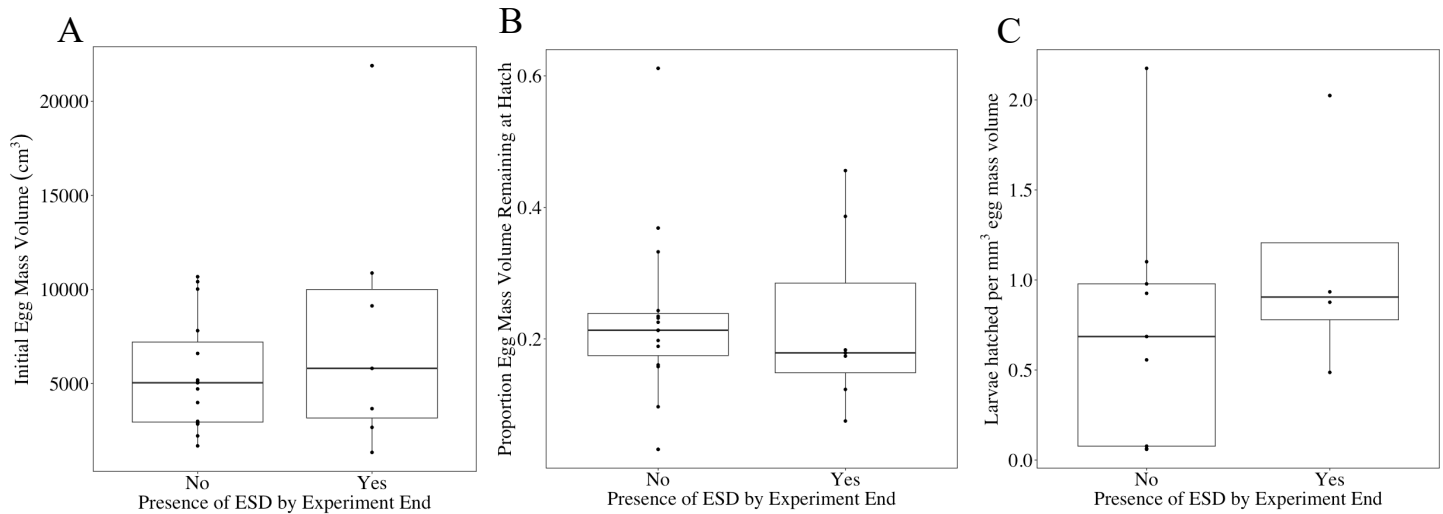 A
Initial Egg Mass Volume (cm³)
20000
15000
10000
5000
No
Yes
Presence of ESD by Experiment End
B
Proportion Egg Mass Volume Remaining at Hatch
0.6
0.4
0.2
No
Yes
Presence of ESD by Experiment End
C
Larvae hatched per mm³ egg mass volume
2.0
1.5
1.0
0.5
0.0
No
Yes
Presence of ESD by Experiment End